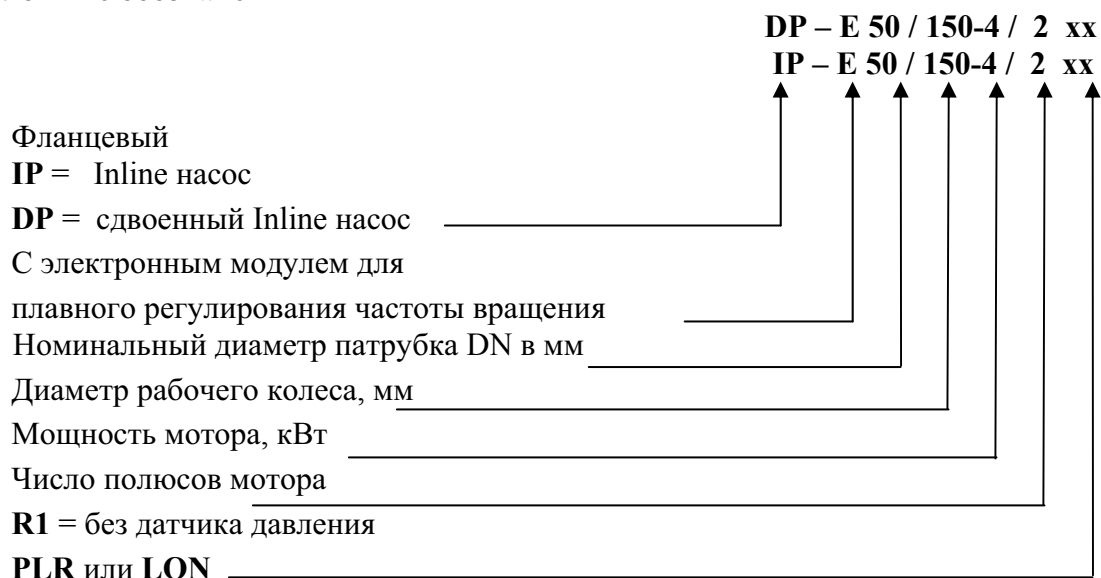 DP – E 50 / 150-4 / 2 xx
IP – E 50 / 150-4 / 2 xx
Фланцевый
IP = Inline насос
DP = сдвоенный Inline насос
С электронным модулем для
плавного регулирования частоты вращения
Номинальный диаметр патрубка DN в мм
Диаметр рабочего колеса, мм
Мощность мотора, кВт
Число полюсов мотора
R1 = без датчика давления
PLR или LON